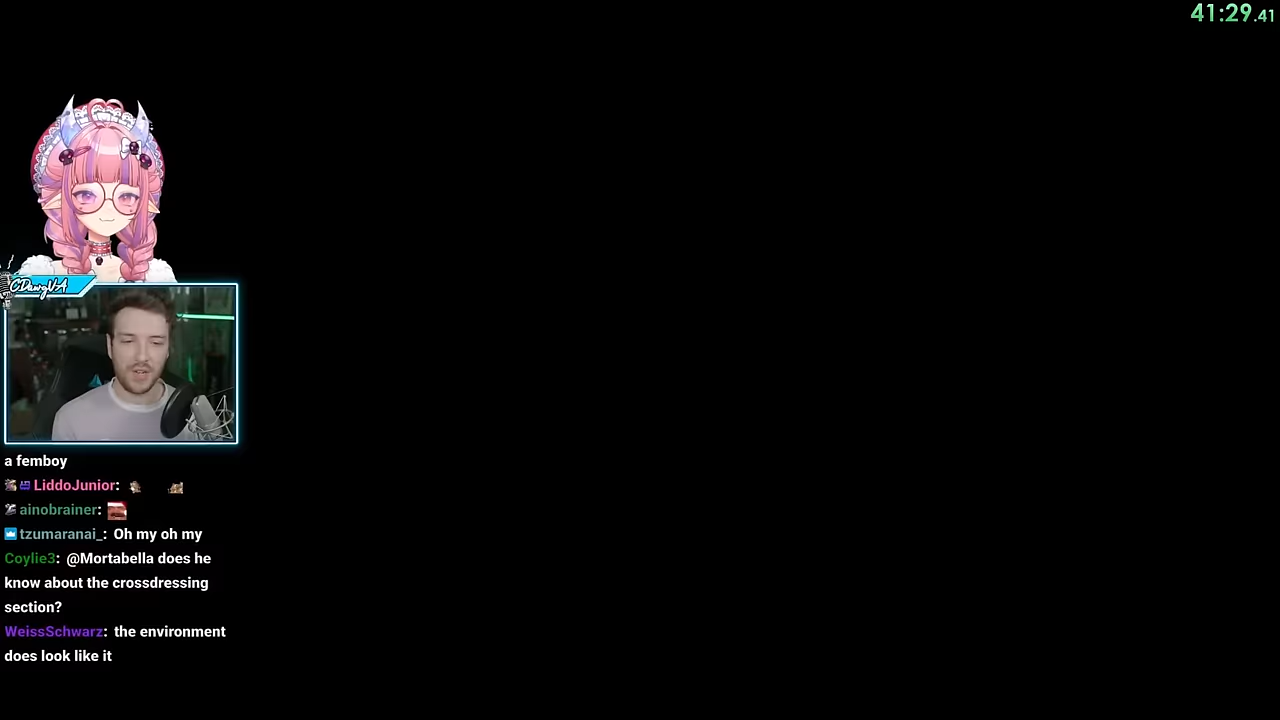 41:29.41
CDawgVA
a femboy
LiddoJunior:
ainobrainer:
tzumaranai_: Oh my oh my
Coylie3: @Mortabella does he
know about the crossdressing
section?
WeissSchwarz: the environment
does look like it